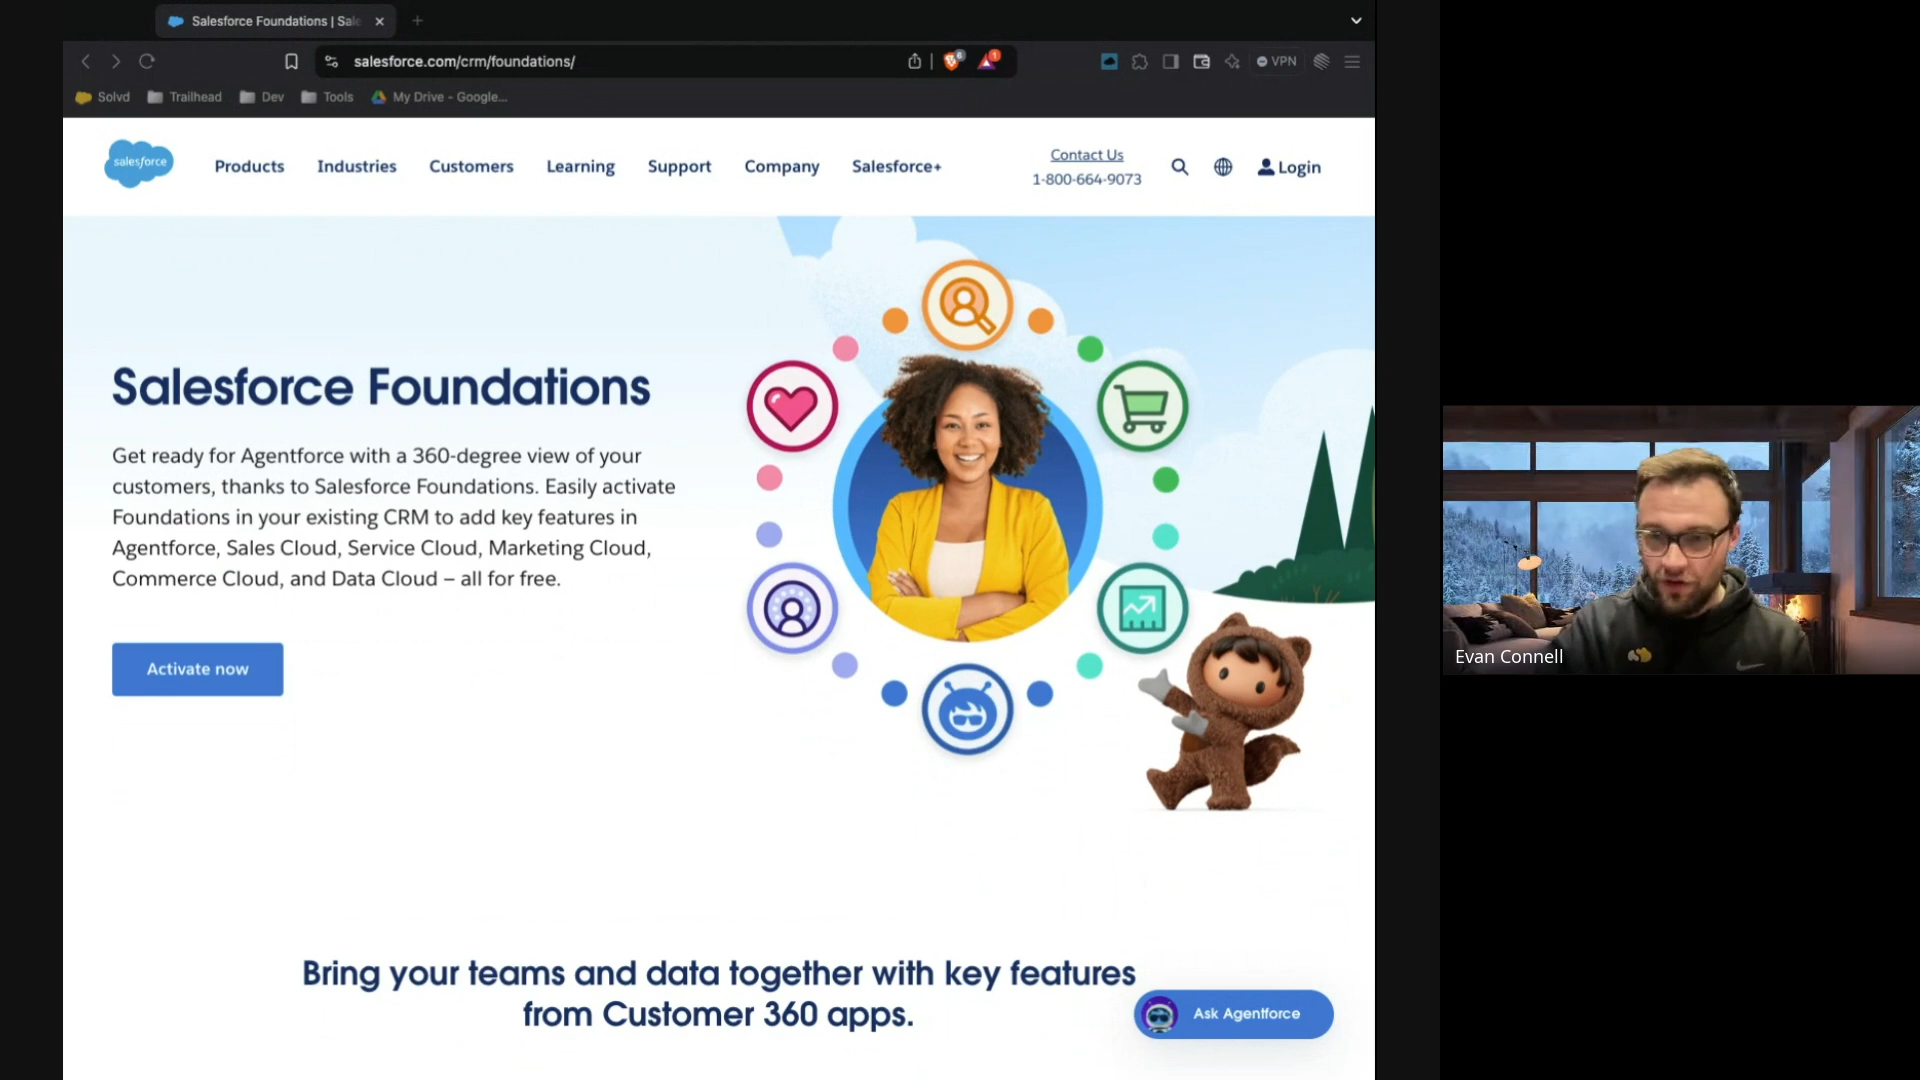 Salesforce Foundations | Sale
salesforce.com/crm/foundations/
6
1
VPN
Solvd
Trailhead
Dev
Tools
My Drive - Google...
salesforce
Products
Industries
Customers
Learning
Support
Company
Salesforce+
Contact Us
1-800-664-9073
Login
Salesforce Foundations
Get ready for Agentforce with a 360-degree view of your
customers, thanks to Salesforce Foundations. Easily activate
Foundations in your existing CRM to add key features in
Agentforce, Sales Cloud, Service Cloud, Marketing Cloud,
Commerce Cloud, and Data Cloud – all for free.
Activate now
Evan Connell
Bring your teams and data together with key features
from Customer 360 apps.
Ask Agentforce